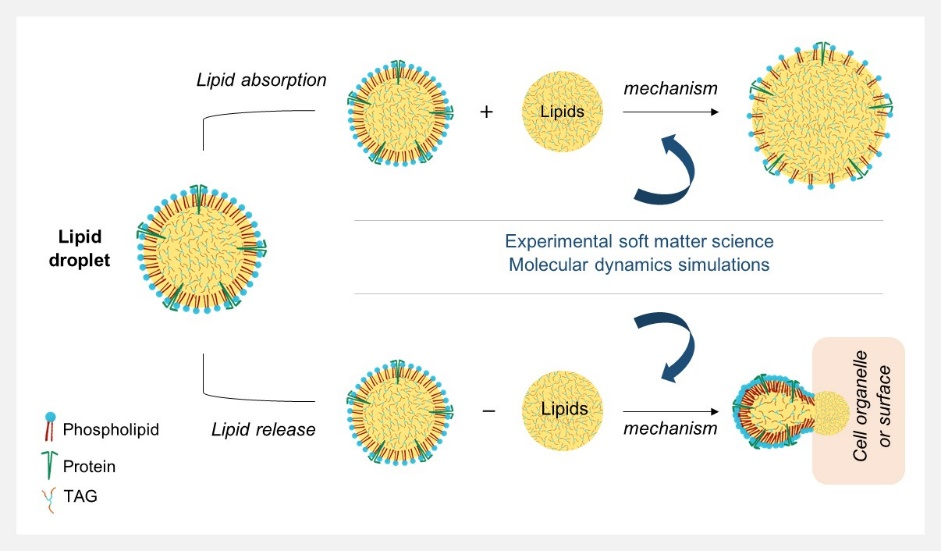 Lipid absorption
+
Lipids
mechanism
Lipid
droplet
Experimental soft matter science
Molecular dynamics simulations
Lipid release
–
Lipids
mechanism
Cell organelle
or surface
Phospholipid
Protein
TAG